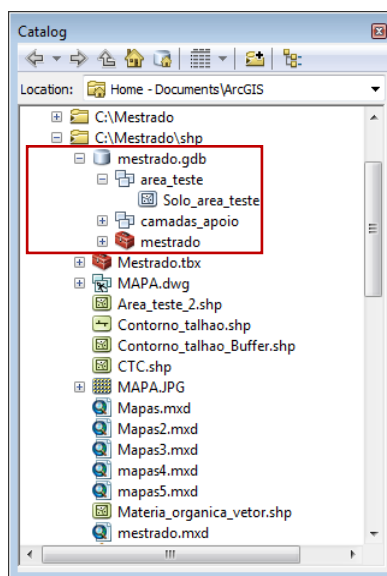 Catalog
Location: Home - Documents\ArcGIS
C:\Mestrado
C:\Mestrado\shp
mestrado.gdb
area_teste
Solo_area_teste
camadas_apoio
mestrado
Mestrado.tbx
MAPA.dwg
Area_teste_2.shp
Contorno_talhao.shp
Contorno_talhao_Buffer.shp
CTC.shp
MAPA.JPG
Mapas.mxd
Mapas2.mxd
Mapas3.mxd
mapas4.mxd
mapas5.mxd
Materia_organica_vetor.shp
mestrado.mxd